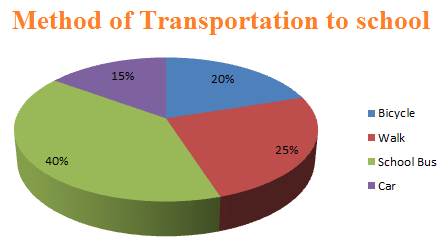 Method of Transportation to school
15%
20%
40%
25%
Bicycle
Walk
School Bus
Car